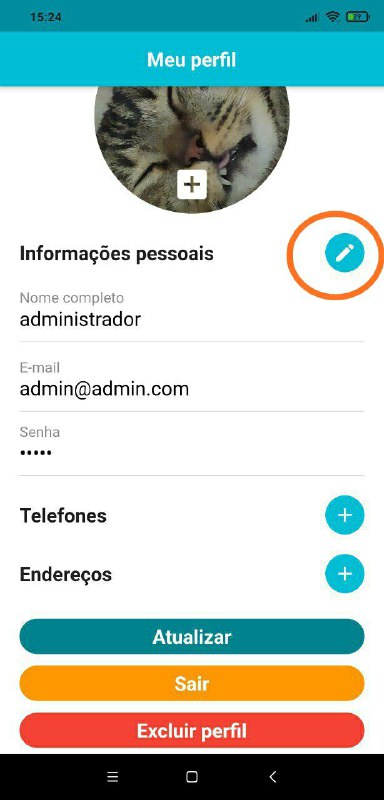 15:24
29
Meu perfil
Informações pessoais
Nome completo
administrador
E-mail
admin@admin.com
Senha
•••••
Telefones
Endereços
Atualizar
Sair
Excluir perfil